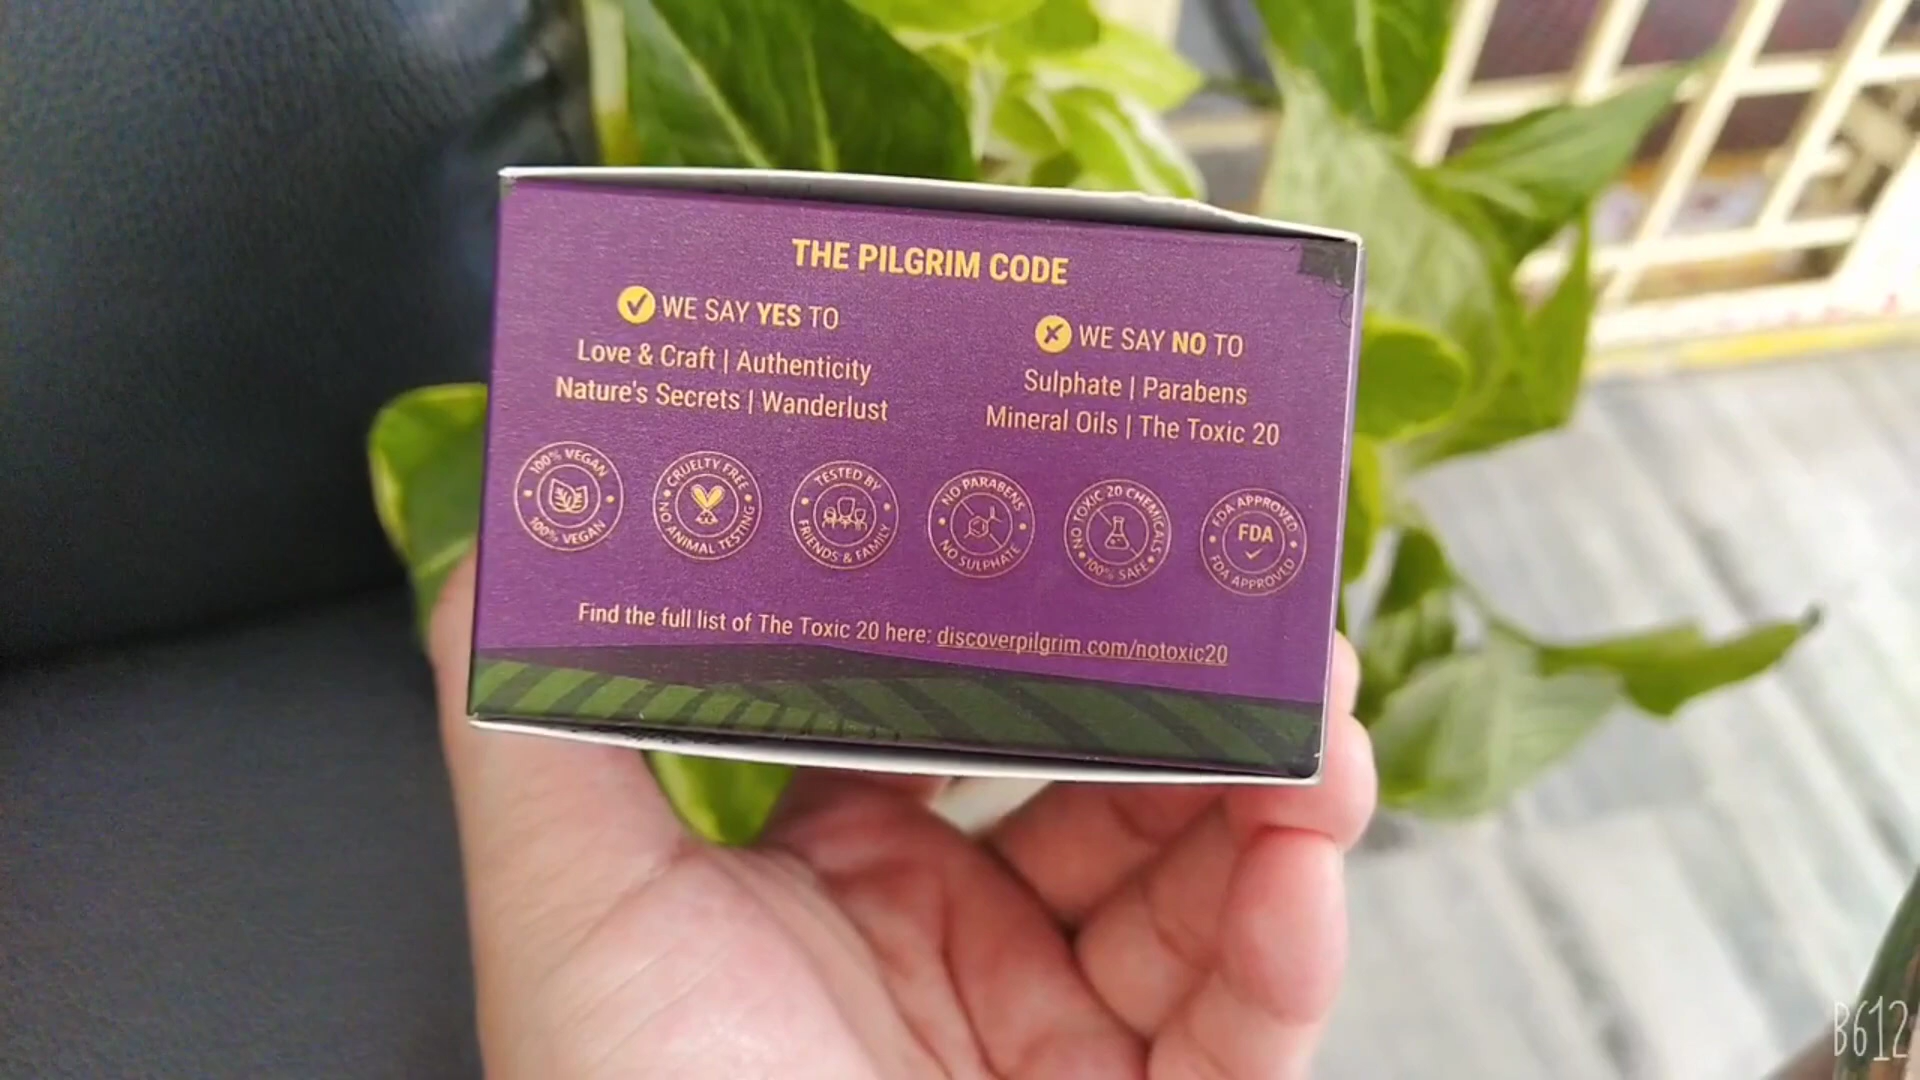 THE PILGRIM CODE
WE SAY YES TO
Love & Craft | Authenticity
Nature's Secrets | Wanderlust
WE SAY NO TO
Sulphate | Parabens
Mineral Oils | The Toxic 20
100% VEGAN
100% VEGAN
CRUELTY FREE
NO ANIMAL TESTING
TESTED BY
FRIENDS & FAMILY
NO PARABENS
NO SULPHATE
NO TOXIC 20 CHEMICALS
100% SAFE
FDA APPROVED
FDA
FDA APPROVED
Find the full list of The Toxic 20 here: discoverpilgrim.com/notoxic20
B612